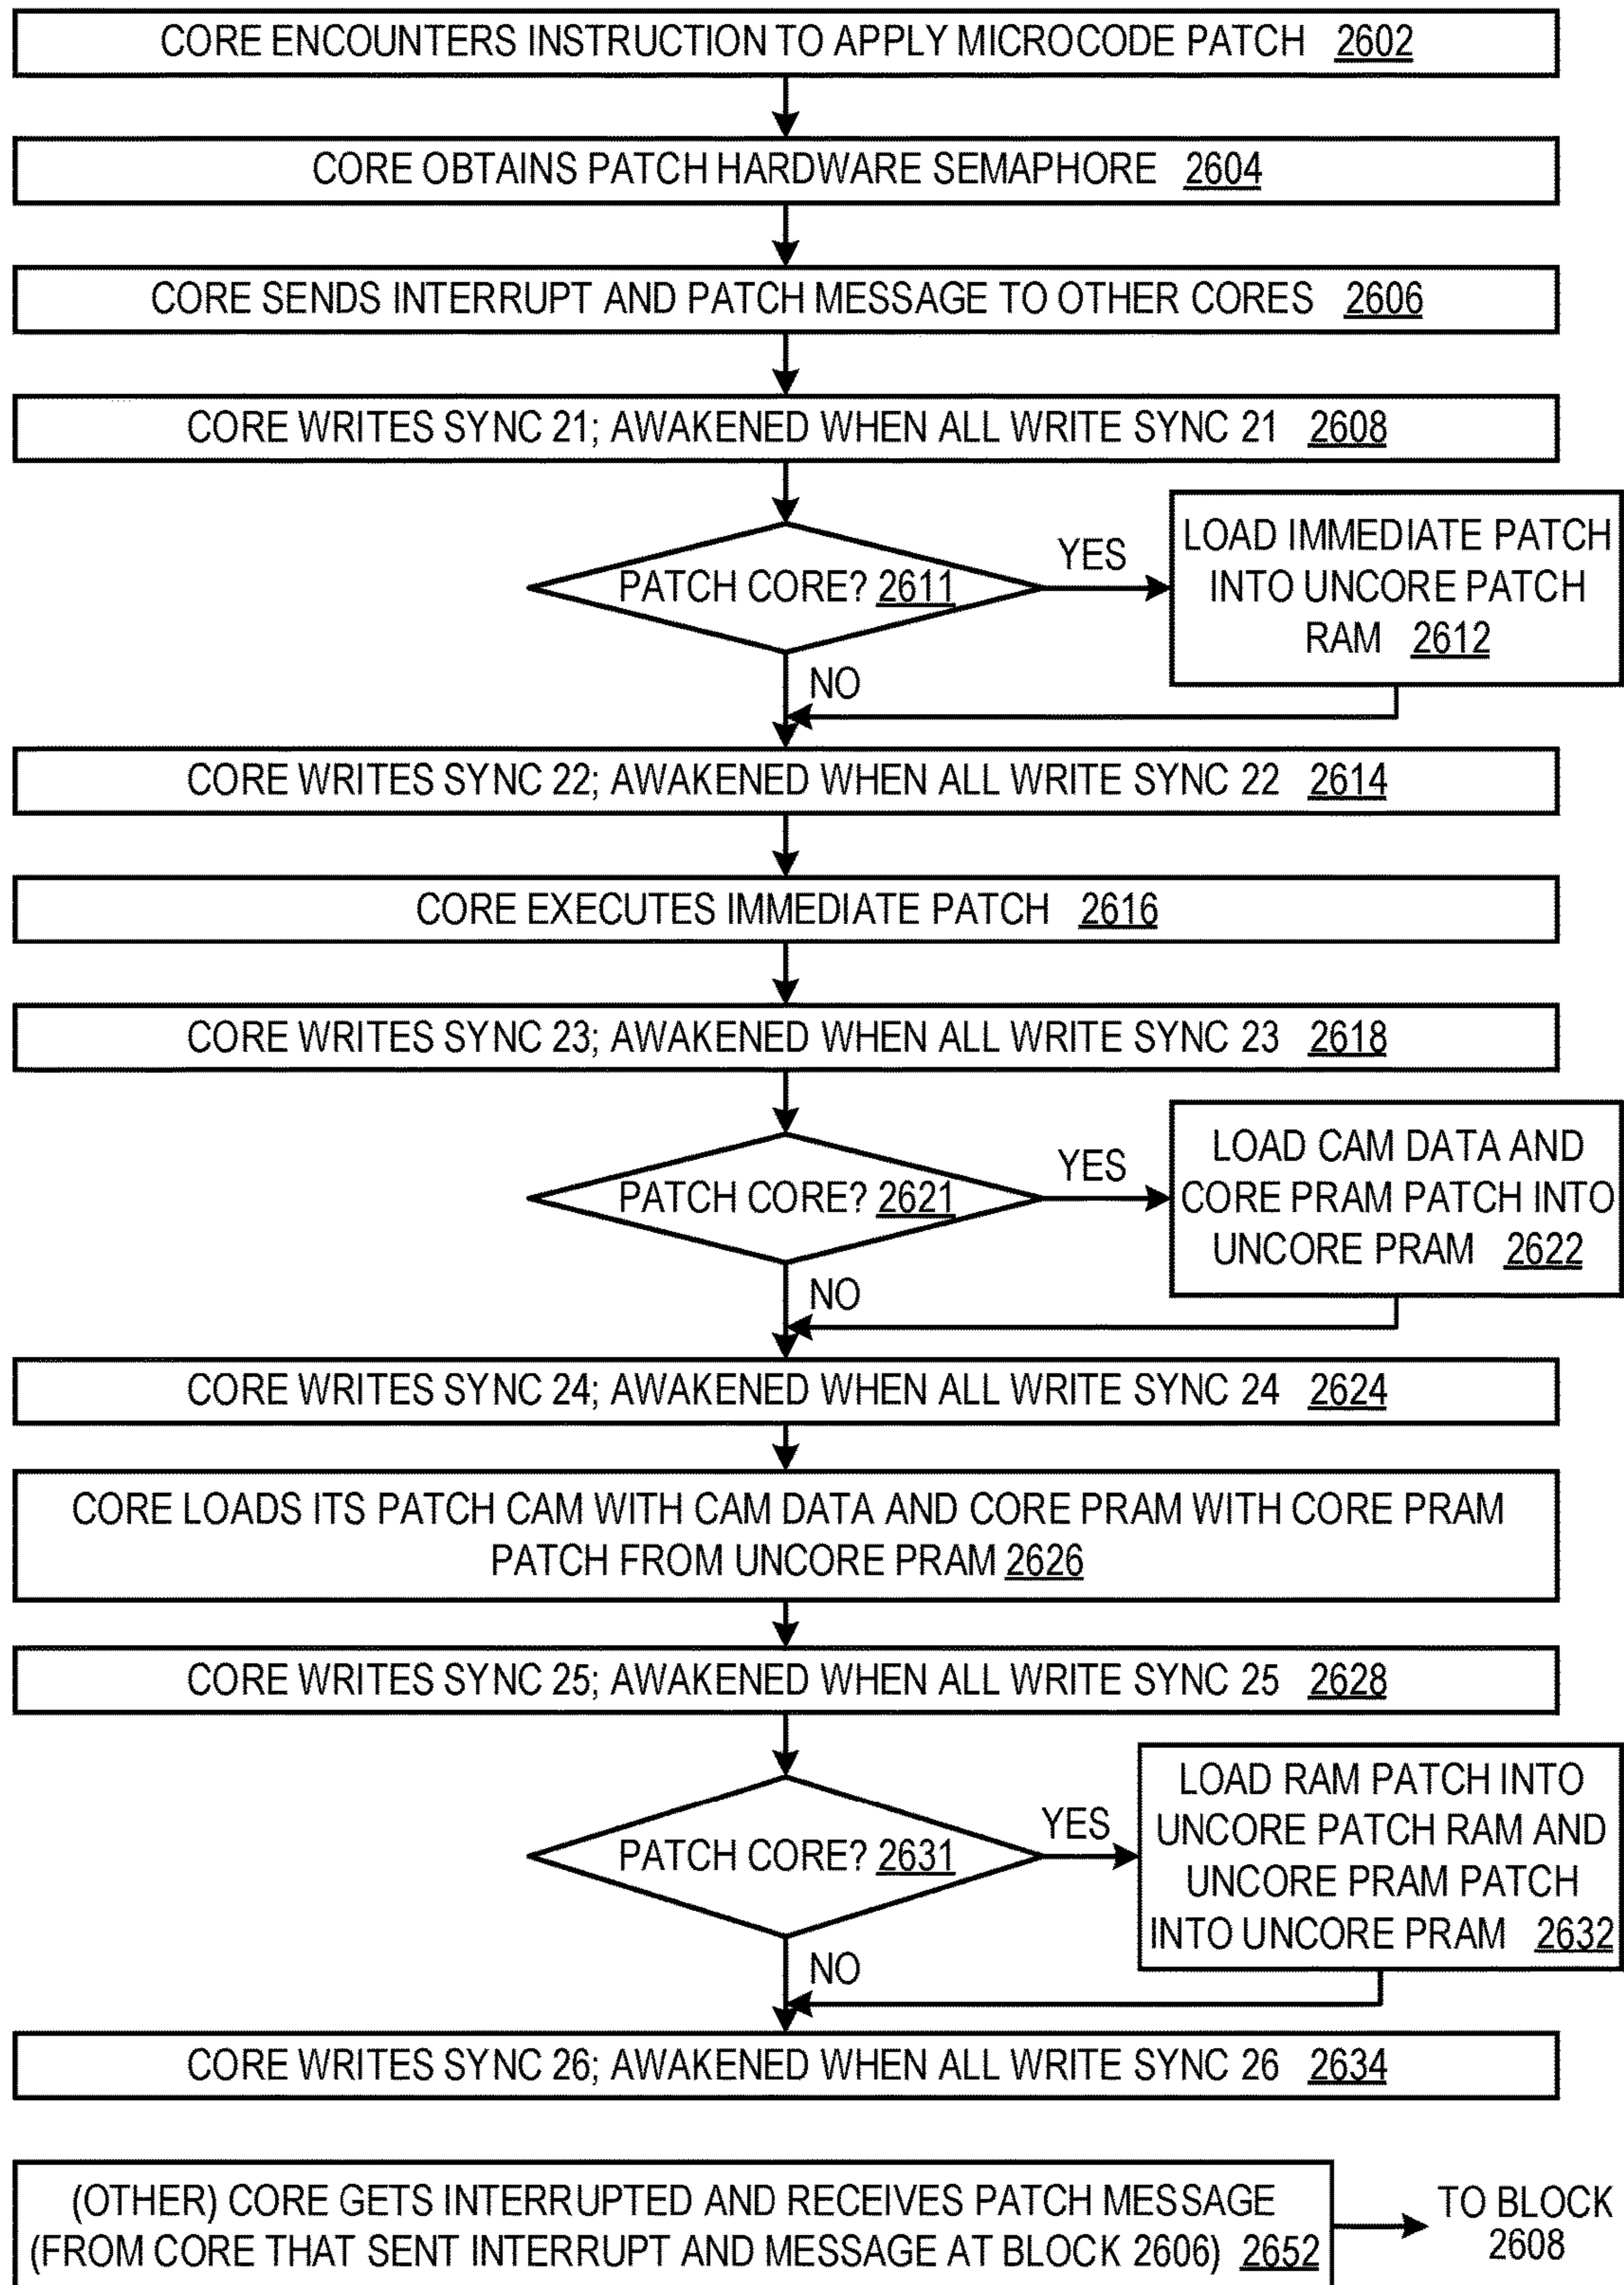 CORE ENCOUNTERS INSTRUCTION TO APPLY MICROCODE PATCH 2602
CORE OBTAINS PATCH HARDWARE SEMAPHORE 2604
CORE SENDS INTERRUPT AND PATCH MESSAGE TO OTHER CORES 2606
CORE WRITES SYNC 21; AWAKENED WHEN ALL WRITE SYNC 21 2608
PATCH CORE? 2611
YES
LOAD IMMEDIATE PATCH
INTO UNCORE PATCH
RAM 2612
NO
CORE WRITES SYNC 22; AWAKENED WHEN ALL WRITE SYNC 22 2614
CORE EXECUTES IMMEDIATE PATCH 2616
CORE WRITES SYNC 23; AWAKENED WHEN ALL WRITE SYNC 23 2618
PATCH CORE? 2621
YES
LOAD CAM DATA AND
CORE PRAM PATCH INTO
UNCORE PRAM 2622
NO
CORE WRITES SYNC 24; AWAKENED WHEN ALL WRITE SYNC 24 2624
CORE LOADS ITS PATCH CAM WITH CAM DATA AND CORE PRAM WITH CORE PRAM
PATCH FROM UNCORE PRAM 2626
CORE WRITES SYNC 25; AWAKENED WHEN ALL WRITE SYNC 25 2628
PATCH CORE? 2631
YES
LOAD RAM PATCH INTO
UNCORE PATCH RAM AND
UNCORE PRAM PATCH
INTO UNCORE PRAM 2632
NO
CORE WRITES SYNC 26; AWAKENED WHEN ALL WRITE SYNC 26 2634
(OTHER) CORE GETS INTERRUPTED AND RECEIVES PATCH MESSAGE
(FROM CORE THAT SENT INTERRUPT AND MESSAGE AT BLOCK 2606) 2652
TO BLOCK
2608